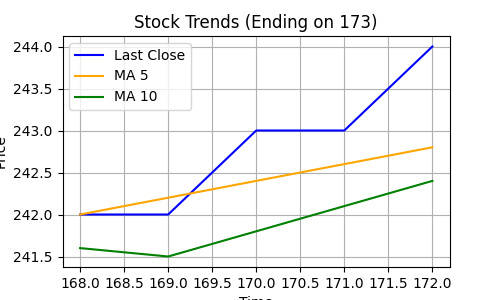 Stock Trends (Ending on 173)
Last Close
MA 5
MA 10
244.0
243.5
243.0
242.5
242.0
241.5
Price
168.0 168.5 169.0 169.5 170.0 170.5 171.0 171.5 172.0
Time